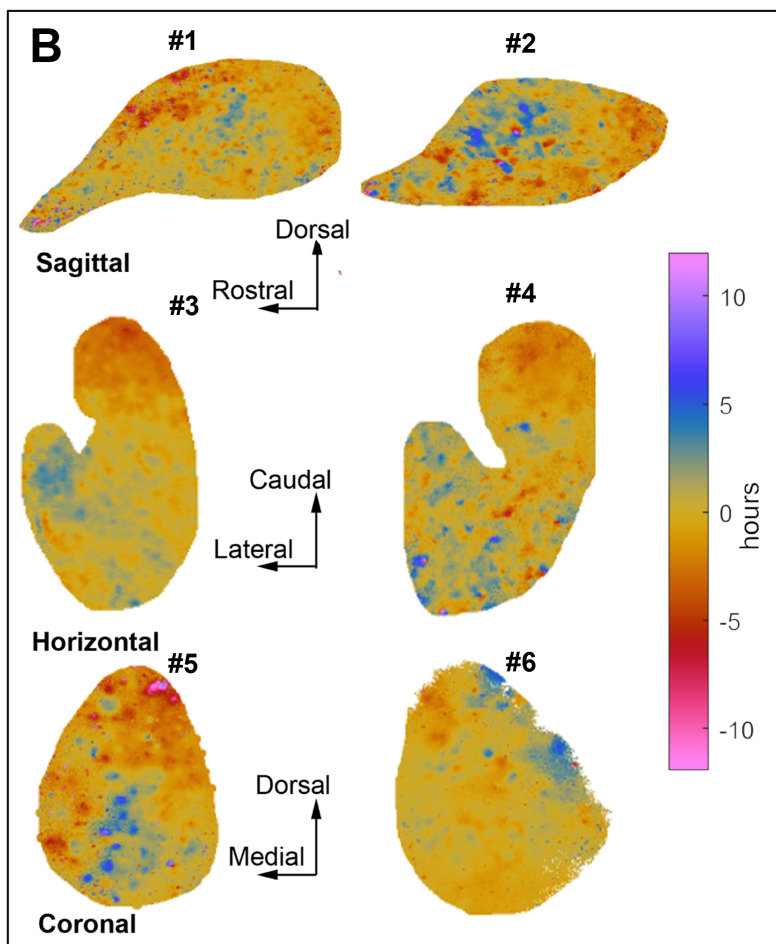 B
#1
#2
Dorsal
Rostral
Sagittal
#3
#4
10
5
0
-5
-10
hours
Caudal
Lateral
Horizontal
#5
#6
Dorsal
Medial
Coronal